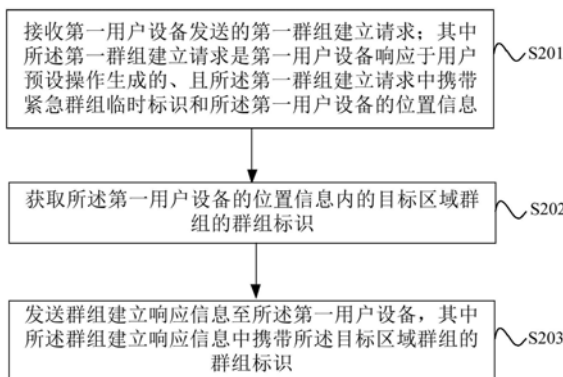 接收第一用户设备发送的第一群组建立请求；其中
所述第一群组建立请求是第一用户设备响应于用户
预设操作生成的、且所述第一群组建立请求中携带
紧急群组临时标识和所述第一用户设备的位置信息
S201
获取所述第一用户设备的位置信息内的目标区域群
组的群组标识
S202
发送群组建立响应信息至所述第一用户设备，其中
所述群组建立响应信息中携带所述目标区域群组的
群组标识
S203